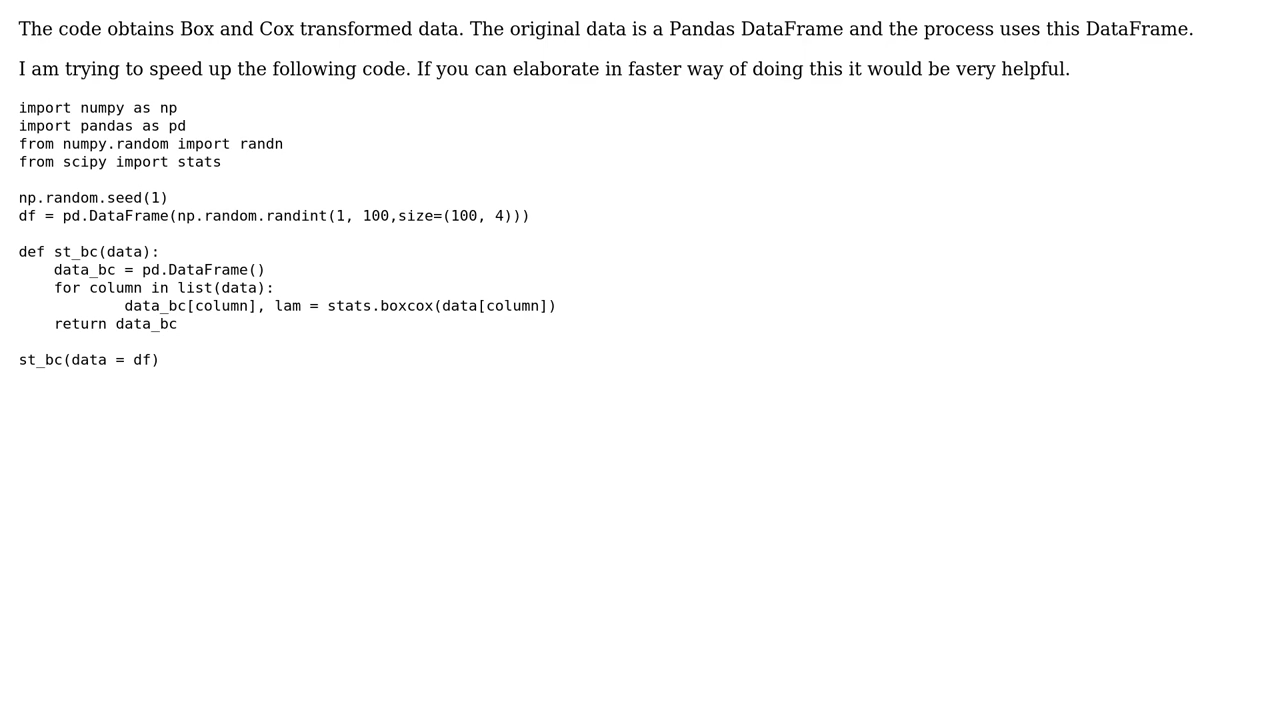 The code obtains Box and Cox transformed data. The original data is a Pandas DataFrame and the process uses this DataFrame.
I am trying to speed up the following code. If you can elaborate in faster way of doing this it would be very helpful.
import numpy as np
import pandas as pd
from numpy.random import randn
from scipy import stats

np.random.seed(1)
df = pd.DataFrame(np.random.randint(1, 100,size=(100, 4)))

def st_bc(data):
    data_bc = pd.DataFrame()
    for column in list(data):
            data_bc[column], lam = stats.boxcox(data[column])
    return data_bc

st_bc(data = df)